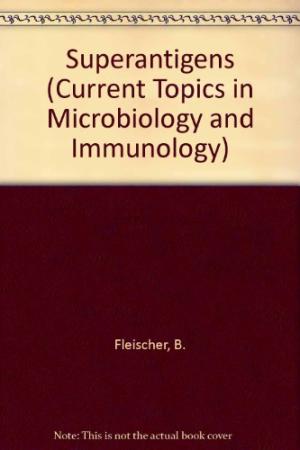 Superantigens
(Current Topics in
Microbiology and
Immunology)
Fleischer, B.
Note: This is not the actual book cover